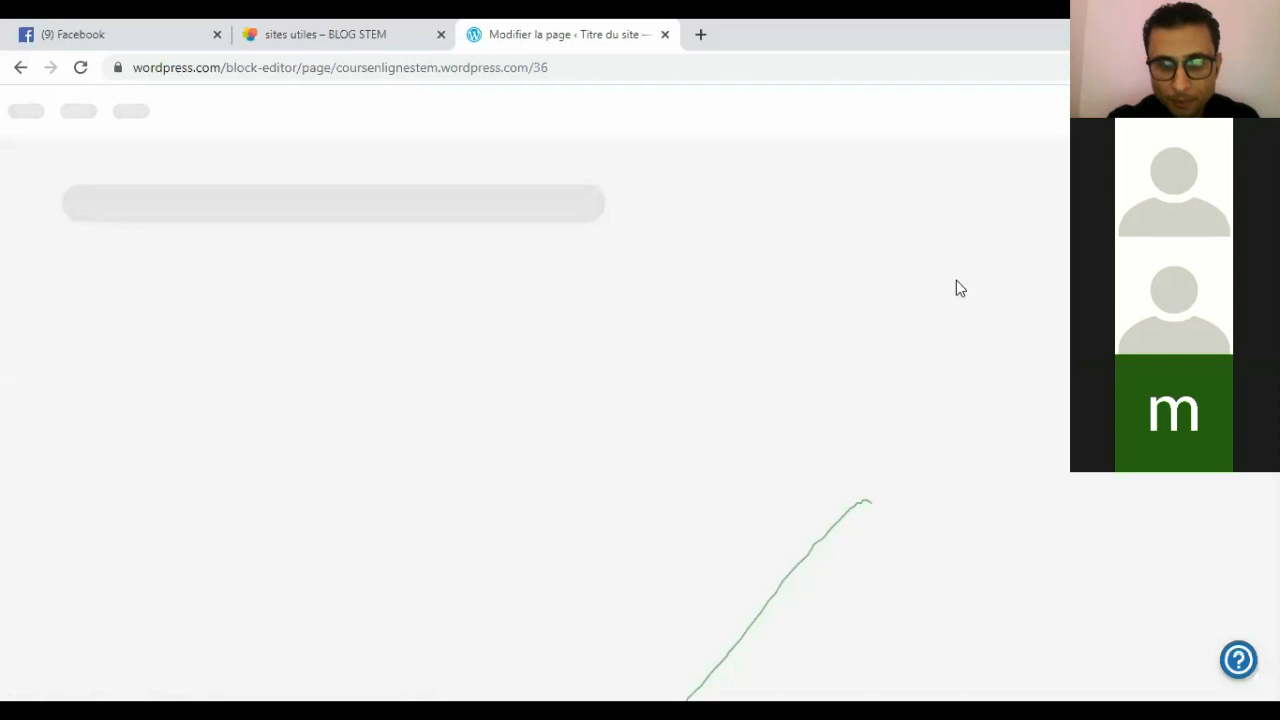 (9) Facebook
sites utiles – BLOG STEM
Modifier la page ‹ Titre du site —
wordpress.com/block-editor/page/coursenlignestem.wordpress.com/36
m